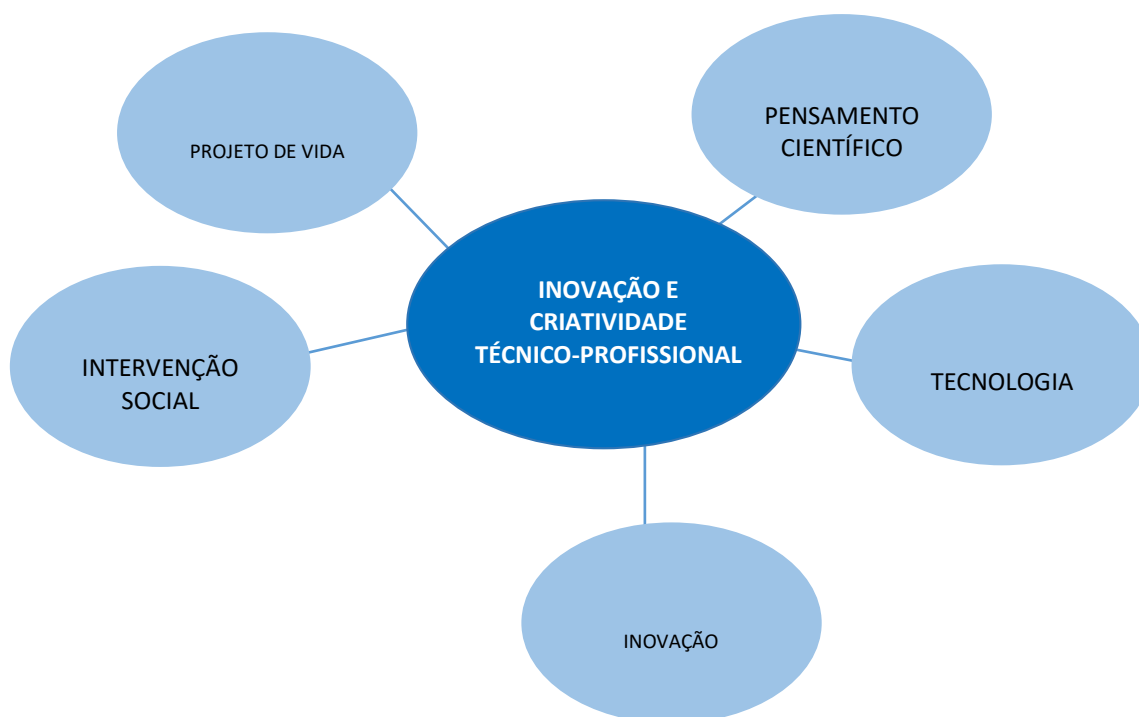 PROJETO DE VIDA
PENSAMENTO
CIENTÍFICO
INOVAÇÃO E
CRIATIVIDADE
TÉCNICO-PROFISSIONAL
INTERVENÇÃO
SOCIAL
TECNOLOGIA
INOVAÇÃO